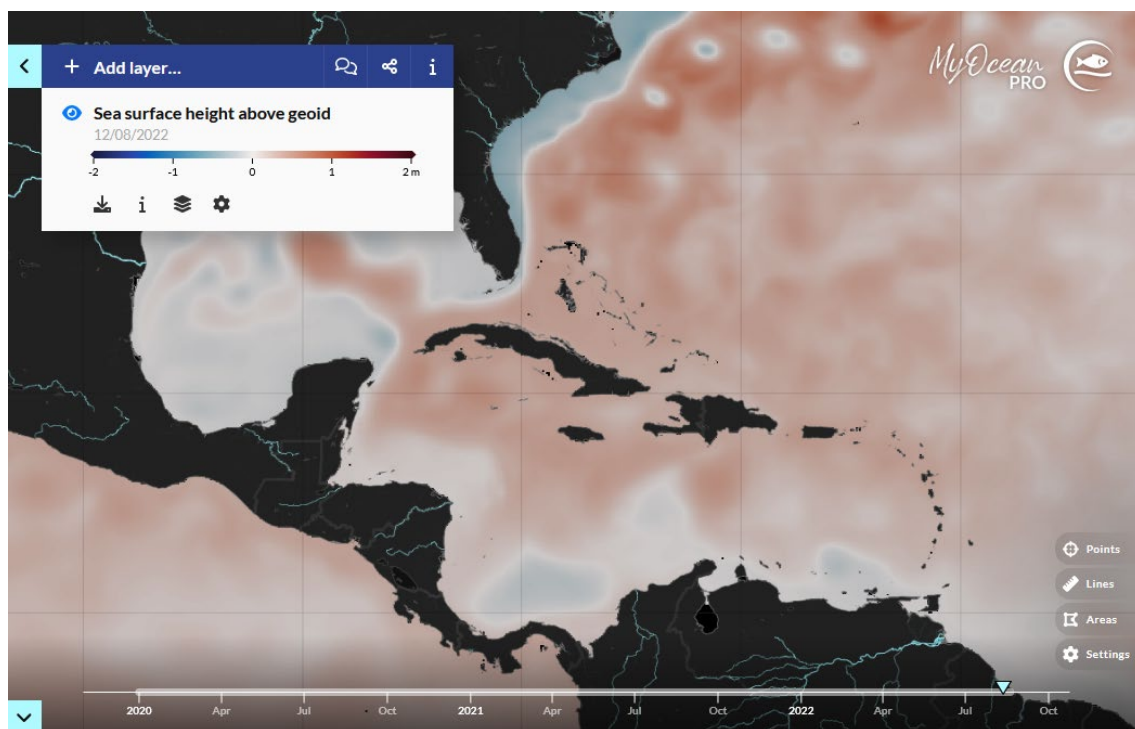 Add layer...
MyOcean
PRO
Sea surface height above geoid
12/08/2022
-2 -1 0 1 2 m
Points
Lines
Areas
Settings
2020 Apr Jul Oct 2021 Apr Jul Oct 2022 Apr Jul Oct